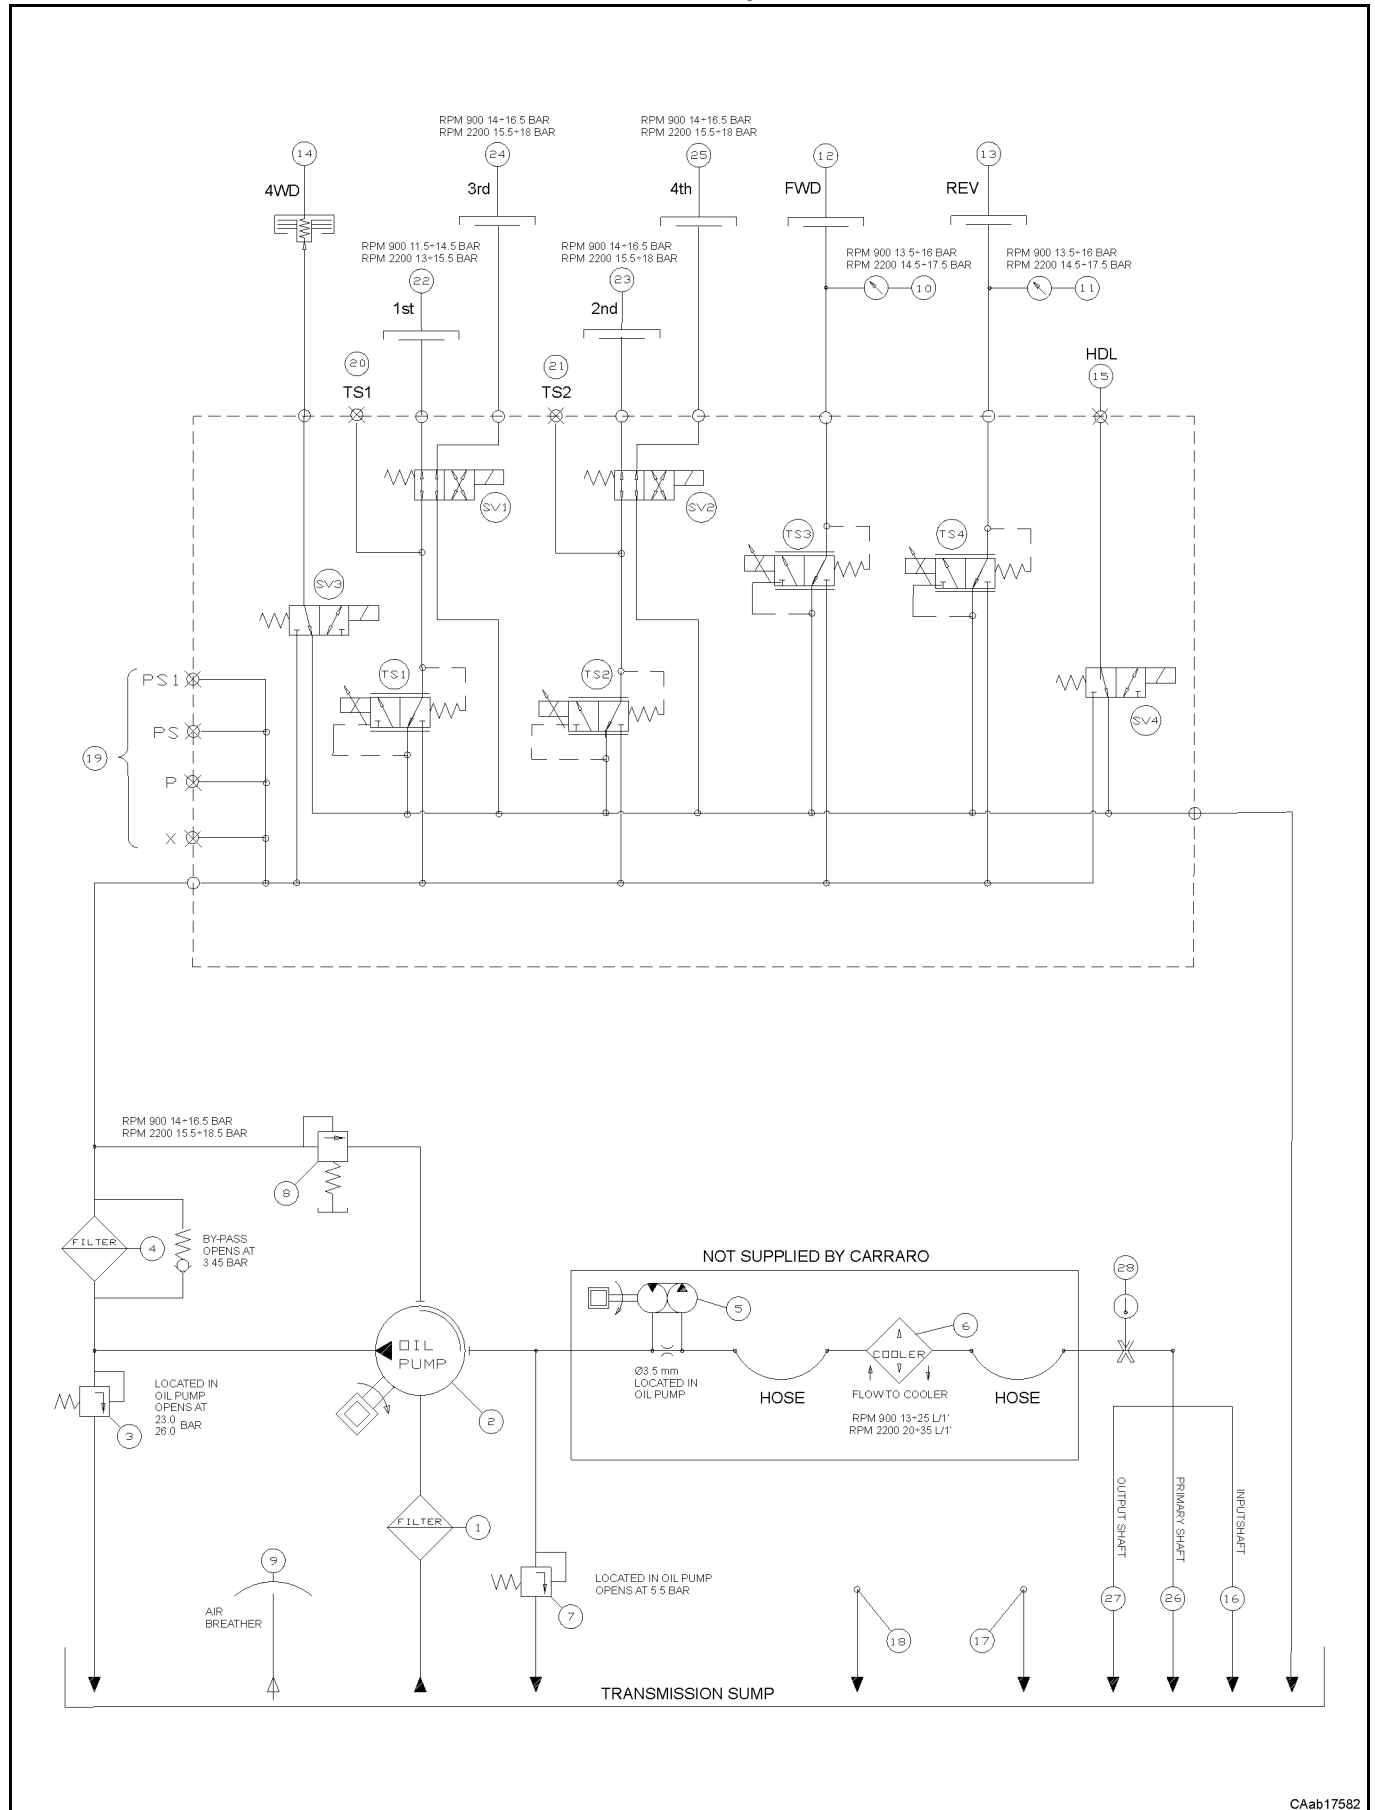 RPM 900 14÷16.5 BAR
RPM 2200 15.5÷18 BAR
RPM 900 14÷16.5 BAR
RPM 2200 15.5÷18 BAR
14
24
25
12
13
4WD
3rd
4th
FWD
REV
RPM 900 11.5÷14.5 BAR
RPM 2200 13÷15.5 BAR
RPM 900 14÷16.5 BAR
RPM 2200 15.5÷18 BAR
RPM 900 13.5÷16 BAR
RPM 2200 14.5÷17.5 BAR
RPM 900 13.5÷16 BAR
RPM 2200 14.5÷17.5 BAR
22
23
10
11
1st
2nd
20
21
HDL
15
TS1
TS2
SV1
SV2
TS3
TS4
SV3
TS1
TS2
PS1
SV4
PS
19
P
X
RPM 900 14÷16.5 BAR
RPM 2200 15.5÷18.5 BAR
8
FILTER
4
BY-PASS
OPENS AT
3.45 BAR
NOT SUPPLIED BY CARRARO
28
5
6
OIL
PUMP
COOLER
Ø3.5 mm
LOCATED IN
OIL PUMP
HOSE
FLOW TO COOLER
HOSE
RPM 900 13÷25 L/1'
RPM 2200 20÷35 L/1'
LOCATED IN
OIL PUMP
OPENS AT
23.0
26.0 BAR
3
2
OUTPUT SHAFT
PRIMARY SHAFT
INPUTSHAFT
FILTER
1
9
LOCATED IN OIL PUMP
OPENS AT 5.5 BAR
7
AIR
BREATHER
18
17
27
26
16
TRANSMISSION SUMP
CAab17582